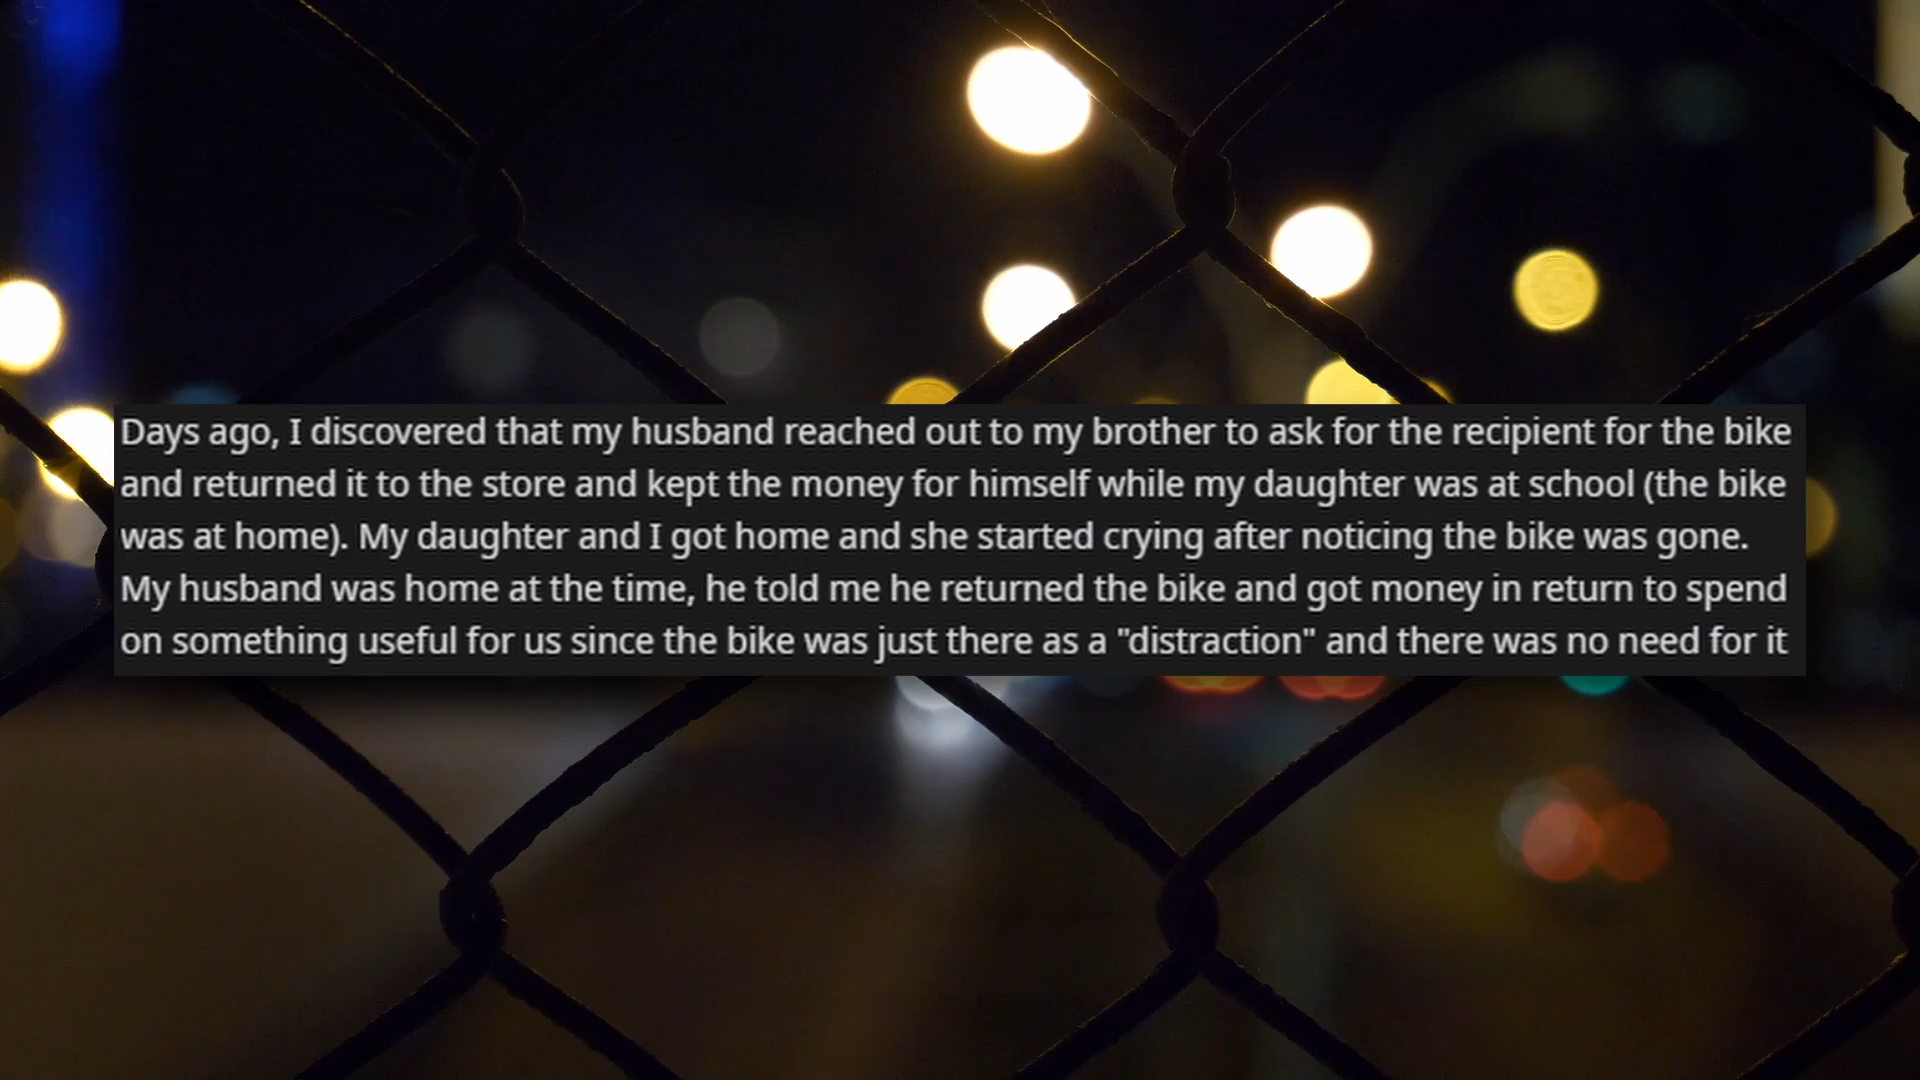 Days ago, I discovered that my husband reached out to my brother to ask for the recipient for the bike
and returned it to the store and kept the money for himself while my daughter was at school (the bike
was at home). My daughter and I got home and she started crying after noticing the bike was gone.
My husband was home at the time, he told me he returned the bike and got money in return to spend
on something useful for us since the bike was just there as a "distraction" and there was no need for it